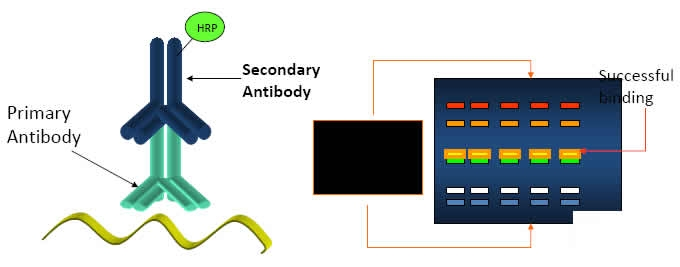 HRP
Secondary
Antibody
Primary
Antibody
Successful
binding